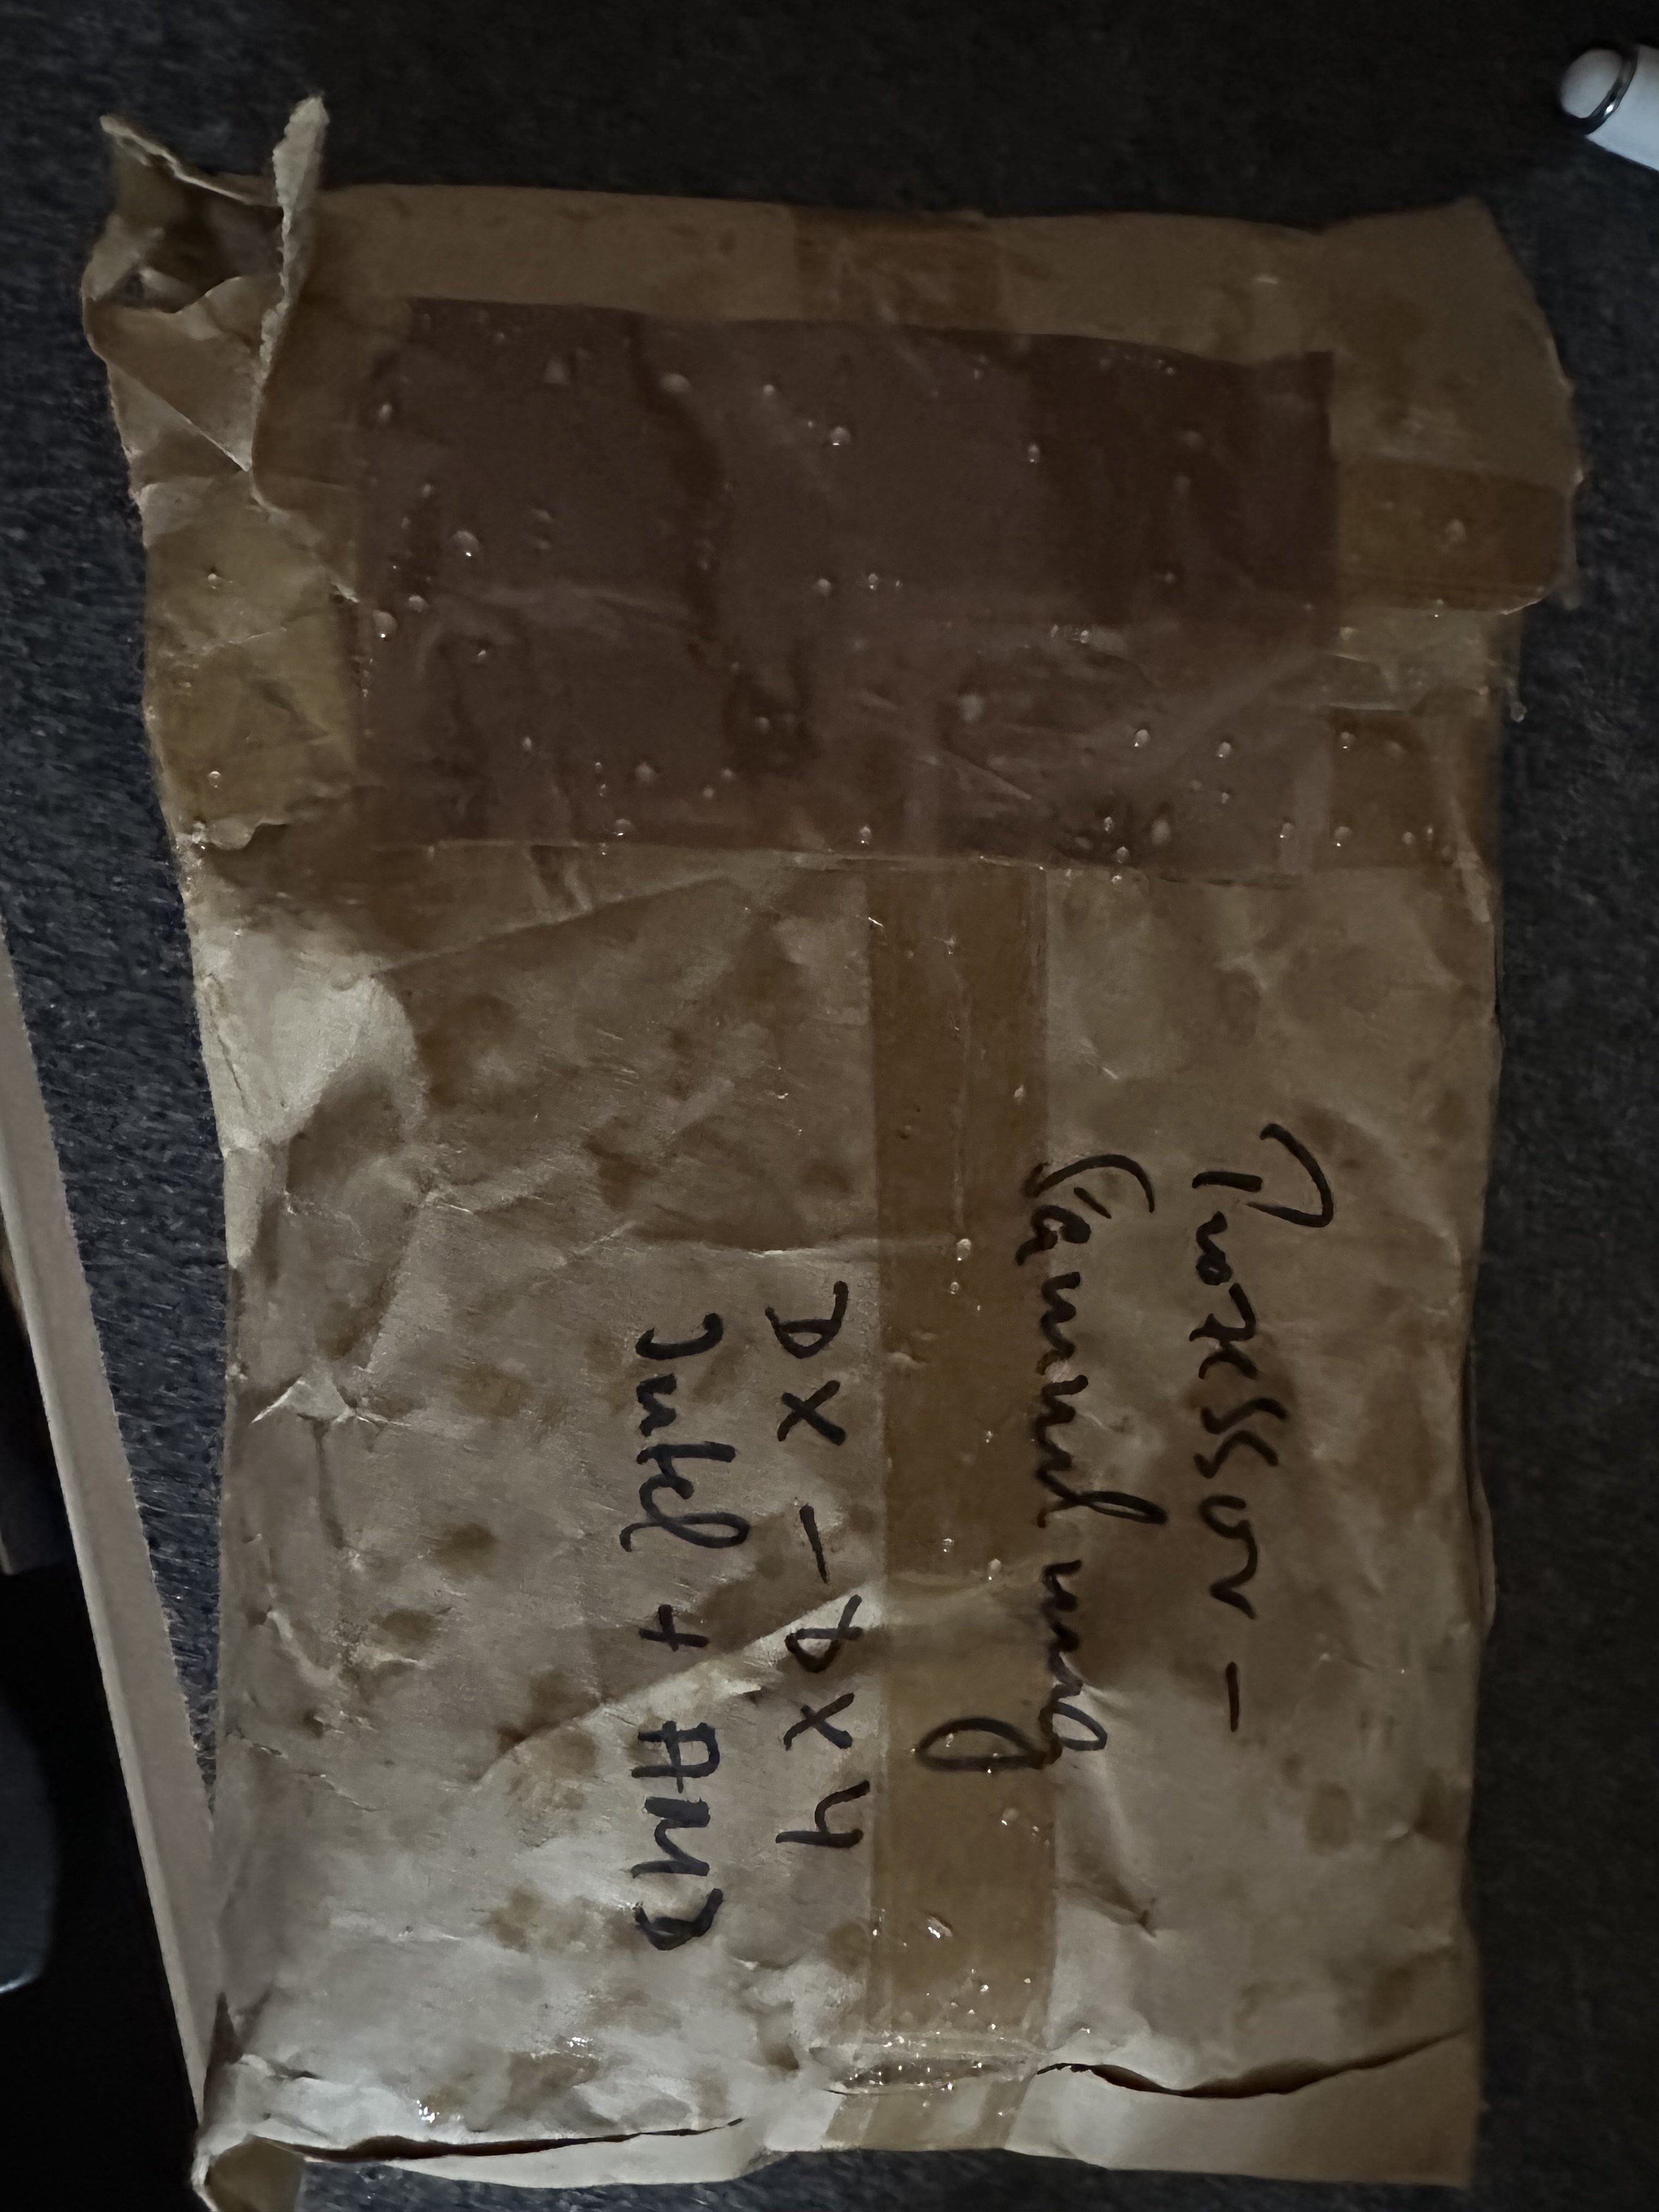 Prozessor-
Sammlung
DX - DX4
Intel + AMD